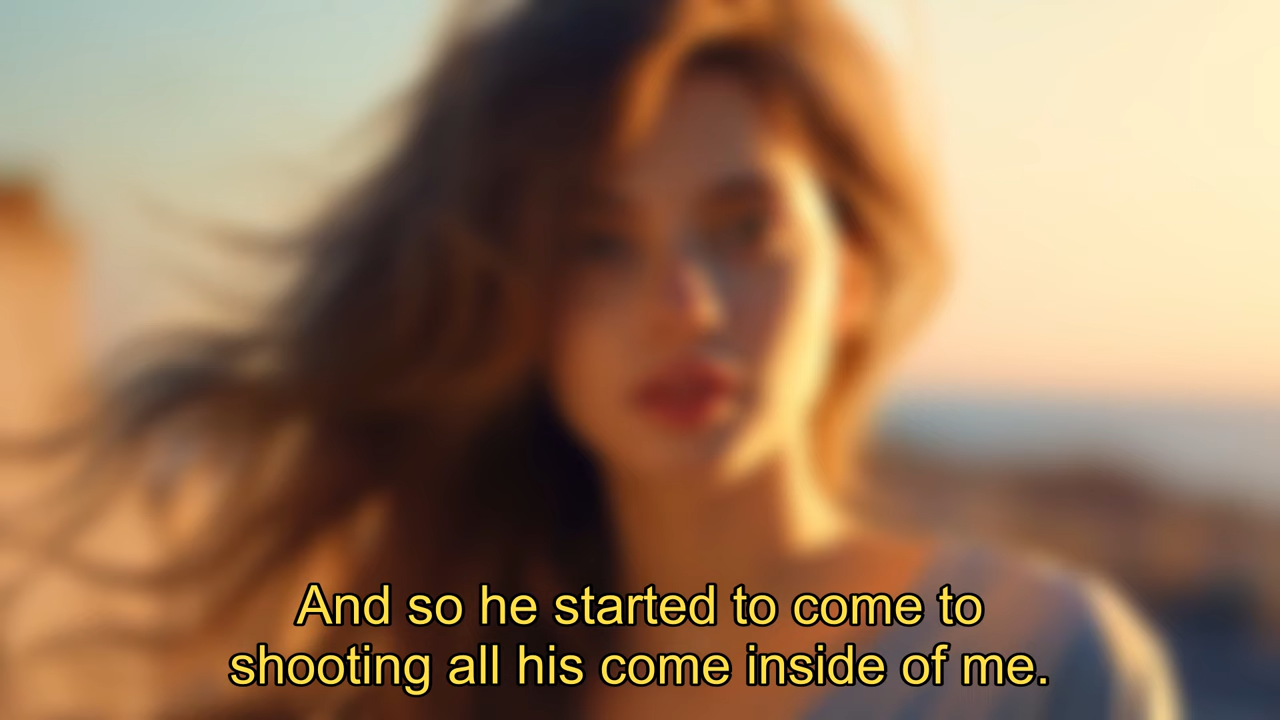 And so he started to come to
shooting all his come inside of me.